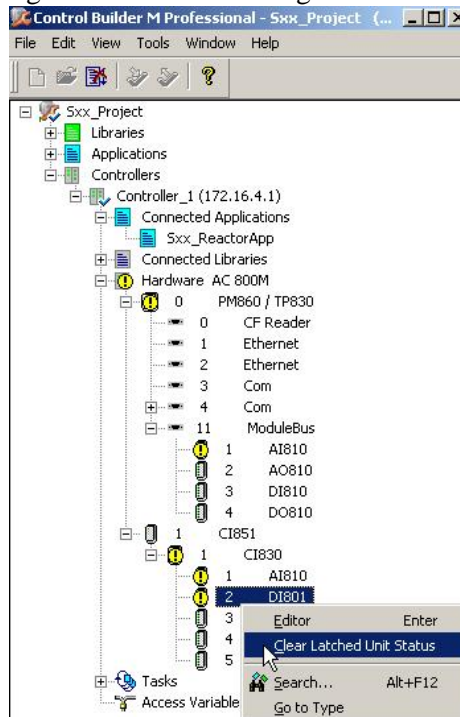 Control Builder M Professional - Sxx_Project (...
File Edit View Tools Window Help
Sxx_Project
Libraries
Applications
Controllers
Controller_1 (172.16.4.1)
Connected Applications
Sxx_ReactorApp
Connected Libraries
Hardware AC 800M
0 PM860 / TP830
0 CF Reader
1 Ethernet
2 Ethernet
3 Com
4 Com
11 ModuleBus
1 AI810
2 AO810
3 DI810
4 DO810
1 CI851
1 CI830
1 AI810
2 DI801
3
4
5
Tasks
Access Variable
Editor Enter
Clear Latched Unit Status
Search... Alt+F12
Go to Type